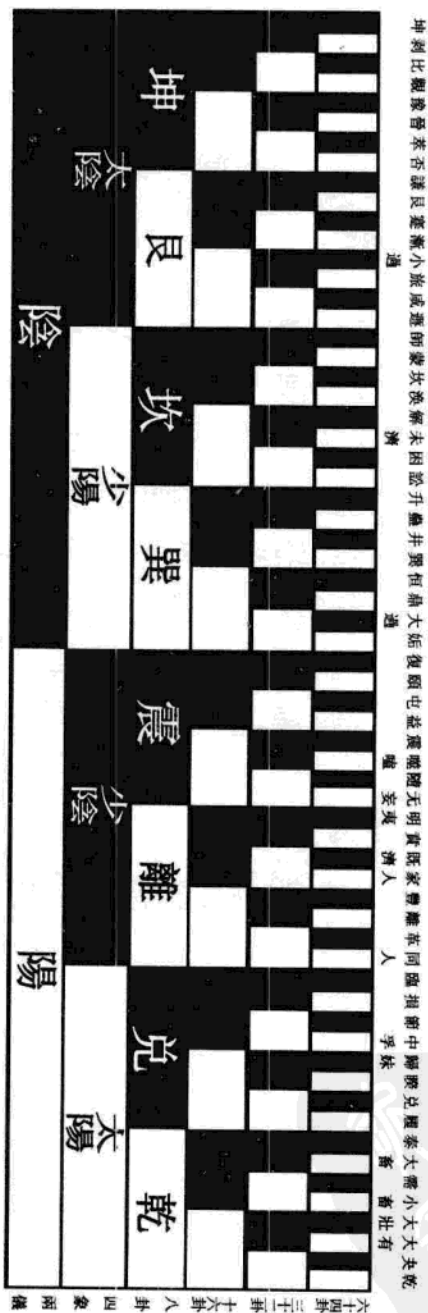 坤 剥 比 觀 豫 晉 萃 否 謙 艮 蹇 漸 小過 旅 咸 遯 師 蒙 坎 渙 解 未濟 困 訟 升 蠱 井 巽 恒 鼎 大過 姤 復 頤 屯 益 震 噬嗑 隨 无妄 明夷 賁 既濟 家人 豐 離 革 同人 臨 損 節 中孚 歸妹 睽 兌 履 泰 大畜 需 小畜 大壯 大有 夬 乾
六十四卦
三十二卦
十六卦
坤 艮 坎 巽 震 離 兌 乾 八卦
太陰 少陽 少陰 太陽 四象
陰 陽 兩儀